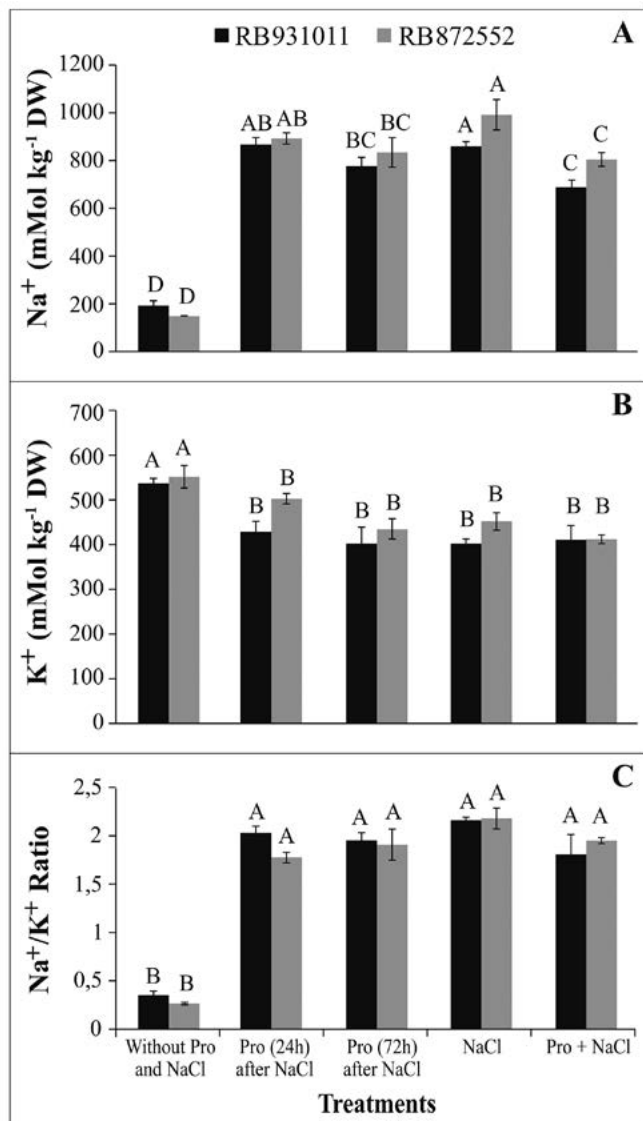 RB931011 RB872552 A
Na+ (mMol kg-1 DW)
1200
1000
800
600
400
200
0
D D AB AB BC BC A A C C
B
K+ (mMol kg-1 DW)
700
600
500
400
300
200
100
0
A A B B B B B B B B
C
Na+/K+ Ratio
2,5
2
1,5
1
0,5
0
B B A A A A A A A A
Without Pro
and NaCl
Pro (24h)
after NaCl
Pro (72h)
after NaCl
NaCl
Pro + NaCl
Treatments